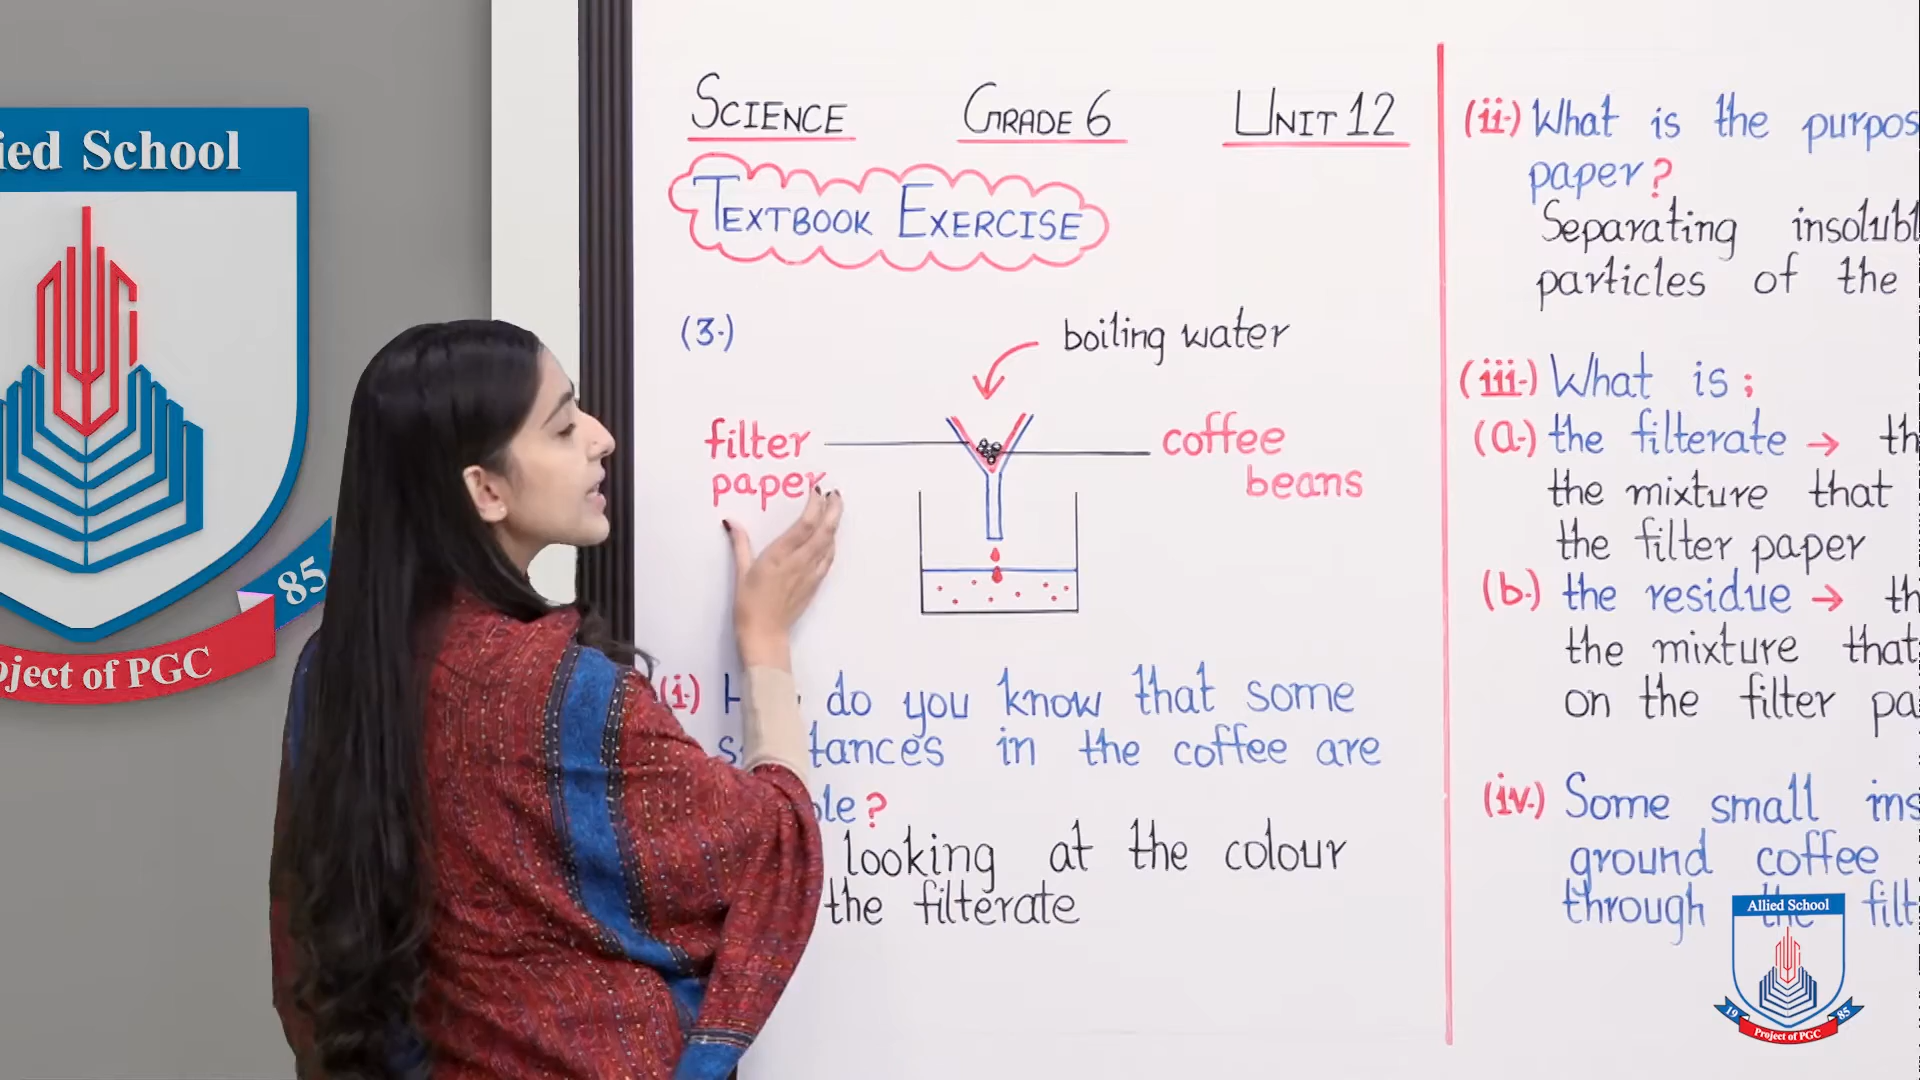 ied School
85
oject of PGC
SCIENCE GRADE 6 UNIT 12
TEXTBOOK EXERCISE
(3.)
boiling water
filter paper
coffee beans
(i.) do you know that some
tances in the coffee are
ble?
looking at the colour
the filterate
(ii.) What is the purpos
paper?
Separating insolubl
particles of the
(iii.) What is ;
(a.) the filterate → th
the mixture that
the filter paper
(b.) the residue → th
the mixture that
on the filter pa
(iv.) Some small ins
ground coffee
through the filt
Allied School
19 85
Project of PGC